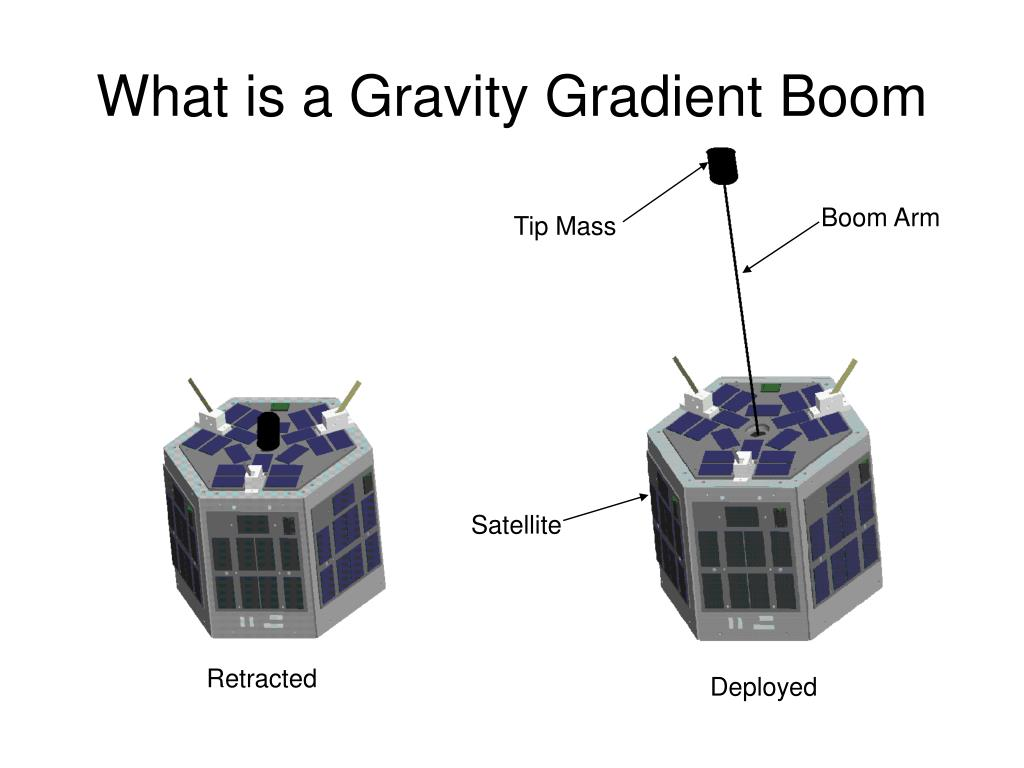 What is a Gravity Gradient Boom
Tip Mass
Boom Arm
Satellite
Retracted
Deployed